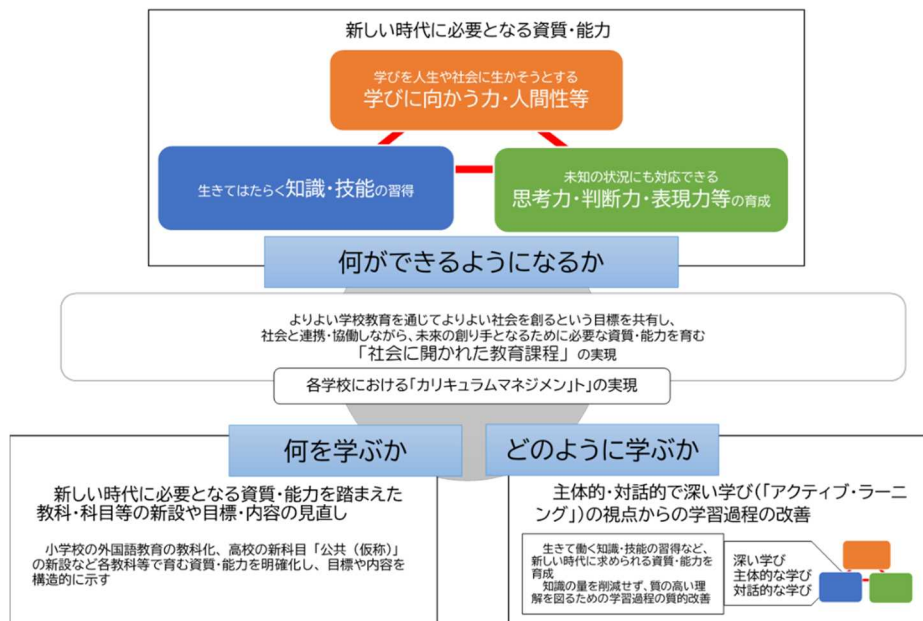 新しい時代に必要となる資質・能力
学びを人生や社会に生かそうとする
学びに向かう力・人間性等
生きてはたらく知識・技能の習得
未知の状況にも対応できる
思考力・判断力・表現力等の育成
何ができるようになるか
よりよい学校教育を通じてよりよい社会を創るという目標を共有し、
社会と連携・協働しながら、未来の創り手となるために必要な資質・能力を育む
「社会に開かれた教育課程」の実現
各学校における「カリキュラムマネジメン」ト」の実現
何を学ぶか
新しい時代に必要となる資質・能力を踏まえた
教科・科目等の新設や目標・内容の見直し
小学校の外国語教育の教科化、高校の新科目「公共（仮称）」
の新設など各教科等で育む資質・能力を明確化し、目標や内容を
構造的に示す
どのように学ぶか
主体的・対話的で深い学び（「アクティブ・ラーニ
ング」）の視点からの学習過程の改善
生きて働く知識・技能の習得など、
新しい時代に求められる資質・能力を
育成
知識の量を削減せず、質の高い理
解を図るための学習過程の質的改善
深い学び
主体的な学び
対話的な学び